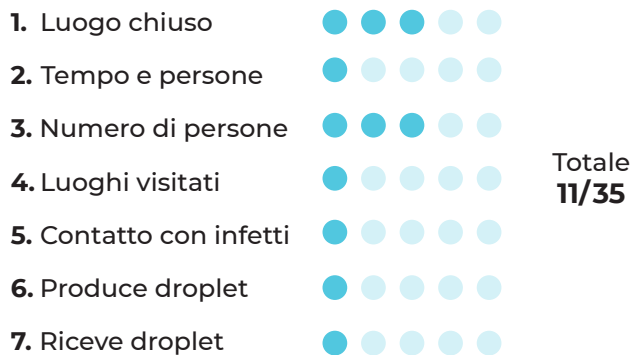 1. Luogo chiuso
2. Tempo e persone
3. Numero di persone
4. Luoghi visitati
5. Contatto con infetti
6. Produce droplet
7. Riceve droplet
Totale
11/35